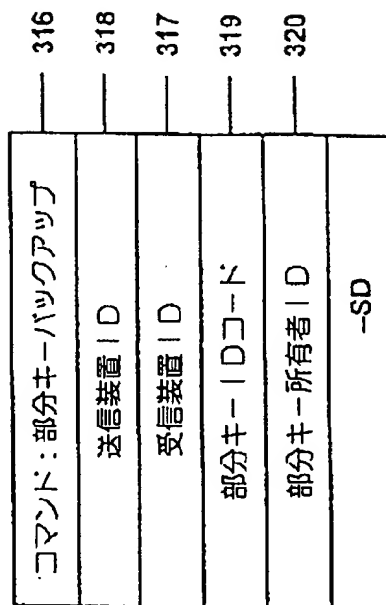 コマンド：部分キーバックアップ 316
送信装置ID 318
受信装置ID 317
部分キーIDコード 319
部分キー所有者ID 320
-SD